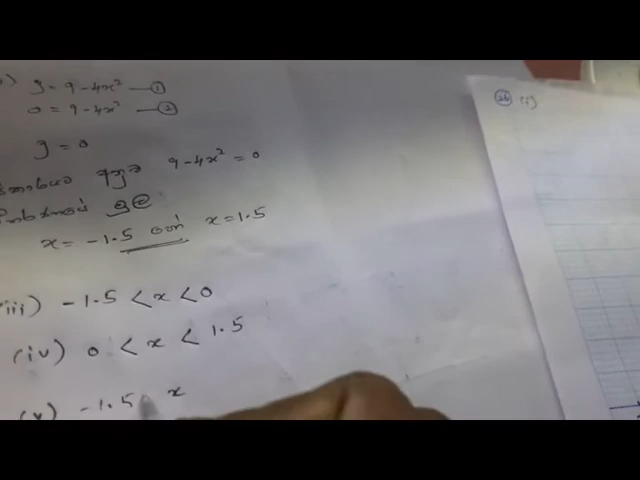 y = 9 - 4x² — ①
0 = 9 - 4x² — ②
y = 0
9 - 4x² = 0
x = -1.5 x = 1.5
iii) -1.5 < x < 0
(iv) 0 < x < 1.5
(v) -1.5 x
26 (i)